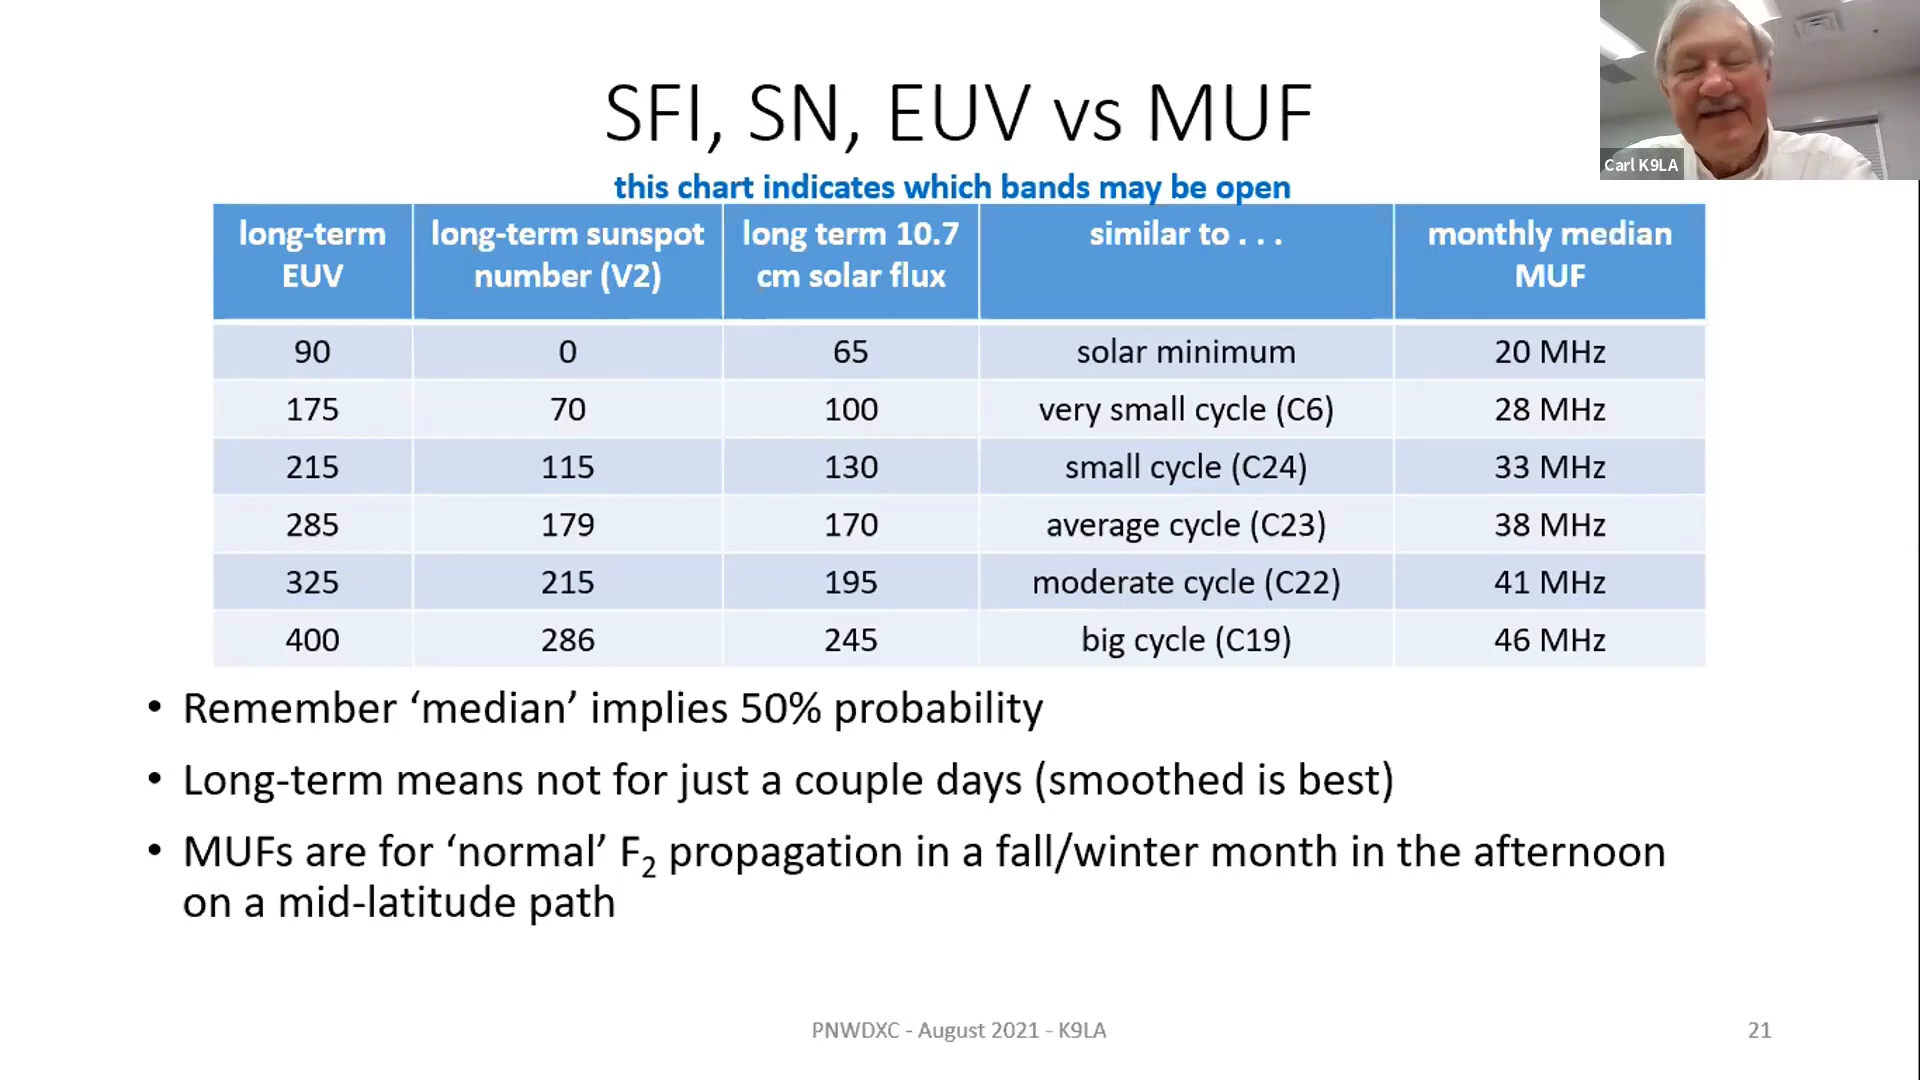 SFI, SN, EUV vs MUF
Carl K9LA
this chart indicates which bands may be open
long-term EUV | long-term sunspot number (V2) | long term 10.7 cm solar flux | similar to . . . | monthly median MUF
90 | 0 | 65 | solar minimum | 20 MHz
175 | 70 | 100 | very small cycle (C6) | 28 MHz
215 | 115 | 130 | small cycle (C24) | 33 MHz
285 | 179 | 170 | average cycle (C23) | 38 MHz
325 | 215 | 195 | moderate cycle (C22) | 41 MHz
400 | 286 | 245 | big cycle (C19) | 46 MHz
• Remember ‘median’ implies 50% probability
• Long-term means not for just a couple days (smoothed is best)
• MUFs are for ‘normal’ F₂ propagation in a fall/winter month in the afternoon
on a mid-latitude path
PNWDXC - August 2021 - K9LA
21